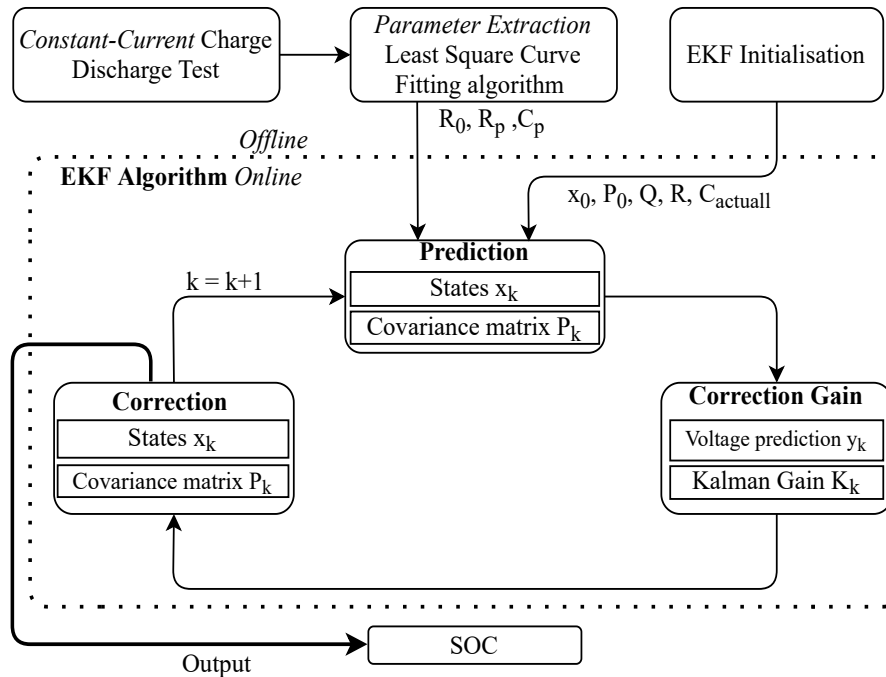 Constant-Current Charge
Discharge Test
Parameter Extraction
Least Square Curve
Fitting algorithm
EKF Initialisation
R0, Rp ,Cp
Offline
EKF Algorithm Online
x0, P0, Q, R, Cactuall
Prediction
States xk
Covariance matrix Pk
k = k+1
Correction
States xk
Covariance matrix Pk
Correction Gain
Voltage prediction yk
Kalman Gain Kk
SOC
Output